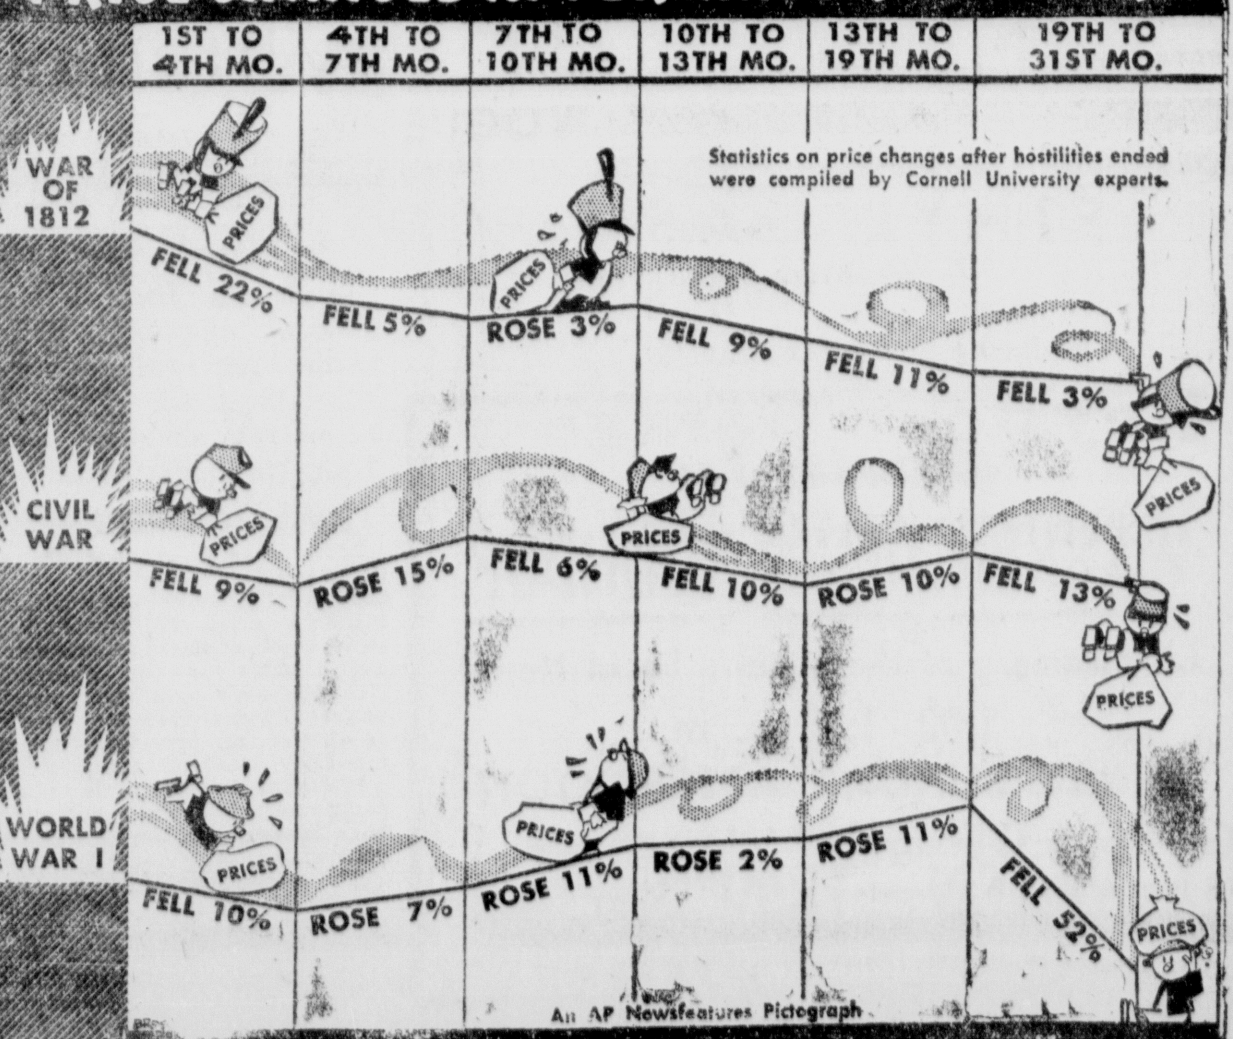 1ST TO
4TH MO.
4TH TO
7TH MO.
7TH TO
10TH MO.
10TH TO
13TH MO.
13TH TO
19TH MO.
19TH TO
31ST MO.
Statistics on price changes after hostilities ended
were compiled by Cornell University experts.
WAR
OF
1812
PRICES
PRICES
PRICES
FELL 22%
FELL 5%
ROSE 3%
FELL 9%
FELL 11%
FELL 3%
CIVIL
WAR
PRICES
PRICES
PRICES
FELL 9%
ROSE 15%
FELL 6%
FELL 10%
ROSE 10%
FELL 13%
WORLD
WAR I
PRICES
PRICES
PRICES
FELL 10%
ROSE 7%
ROSE 11%
ROSE 2%
ROSE 11%
FELL 52%
An AP Newsfeatures Pictograph